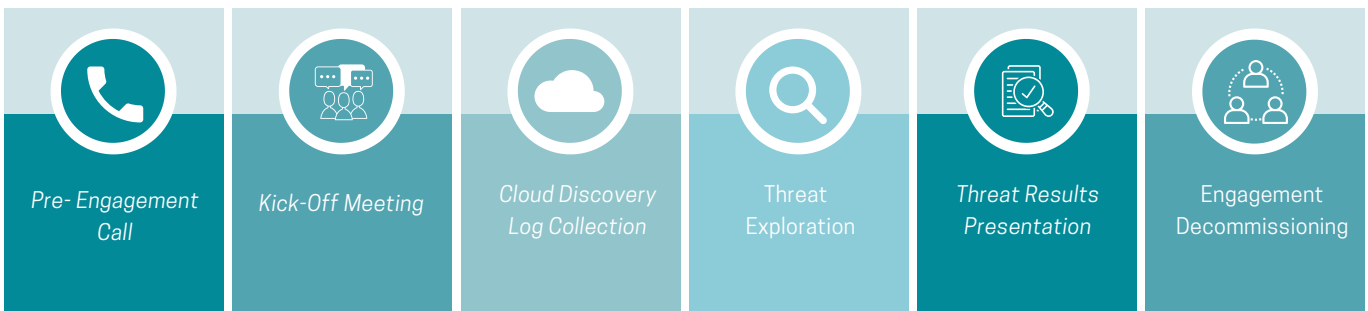 Pre- Engagement
Call
Kick-Off Meeting
Cloud Discovery
Log Collection
Threat
Exploration
Threat Results
Presentation
Engagement
Decommissioning